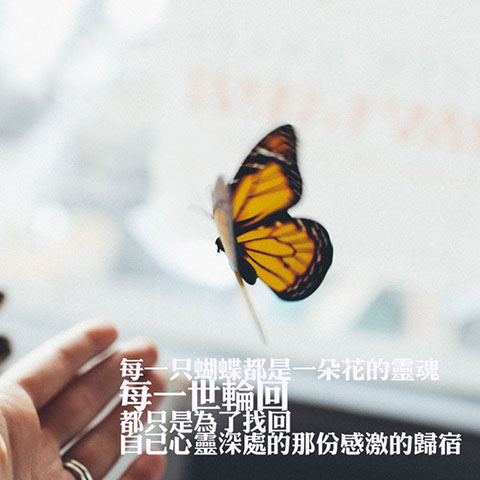 每一只蝴蝶都是一朵花的靈魂
每一世輪回
都只是為了找回
自己心靈深處的那份感激的歸宿